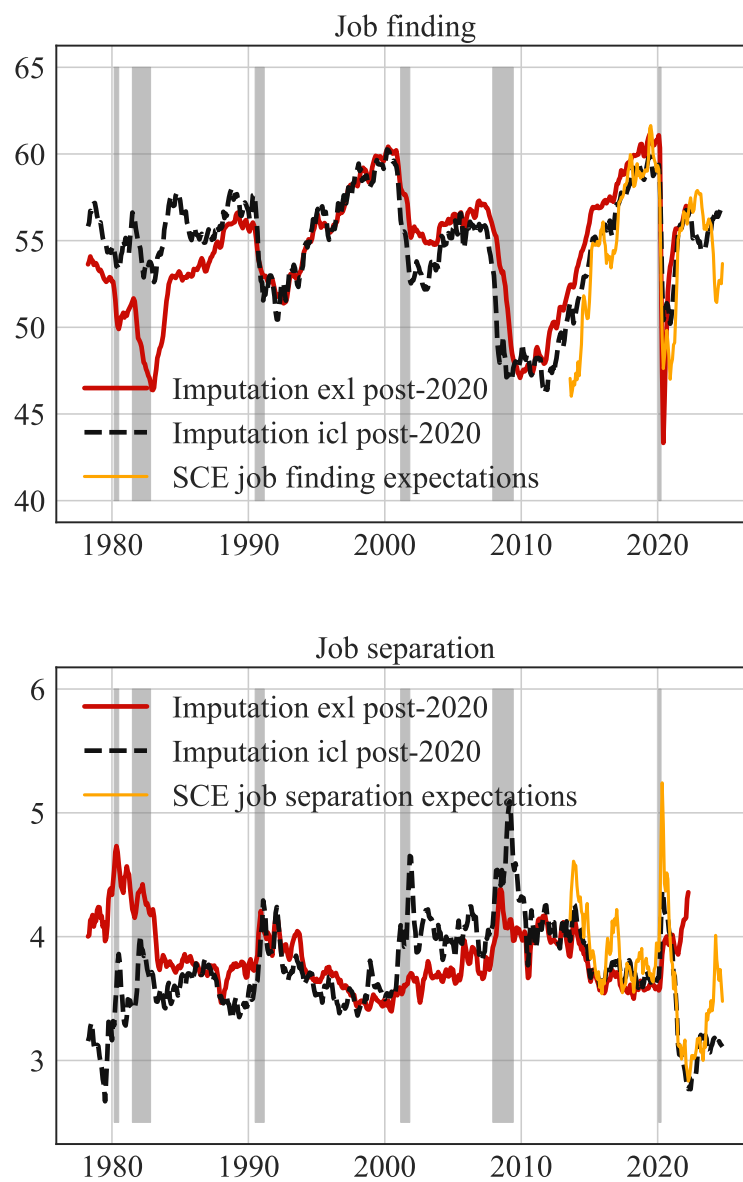 Job finding
65
60
55
50
45
40
Imputation exl post-2020
Imputation icl post-2020
SCE job finding expectations
1980 1990 2000 2010 2020
Job separation
6
5
4
3
Imputation exl post-2020
Imputation icl post-2020
SCE job separation expectations
1980 1990 2000 2010 2020